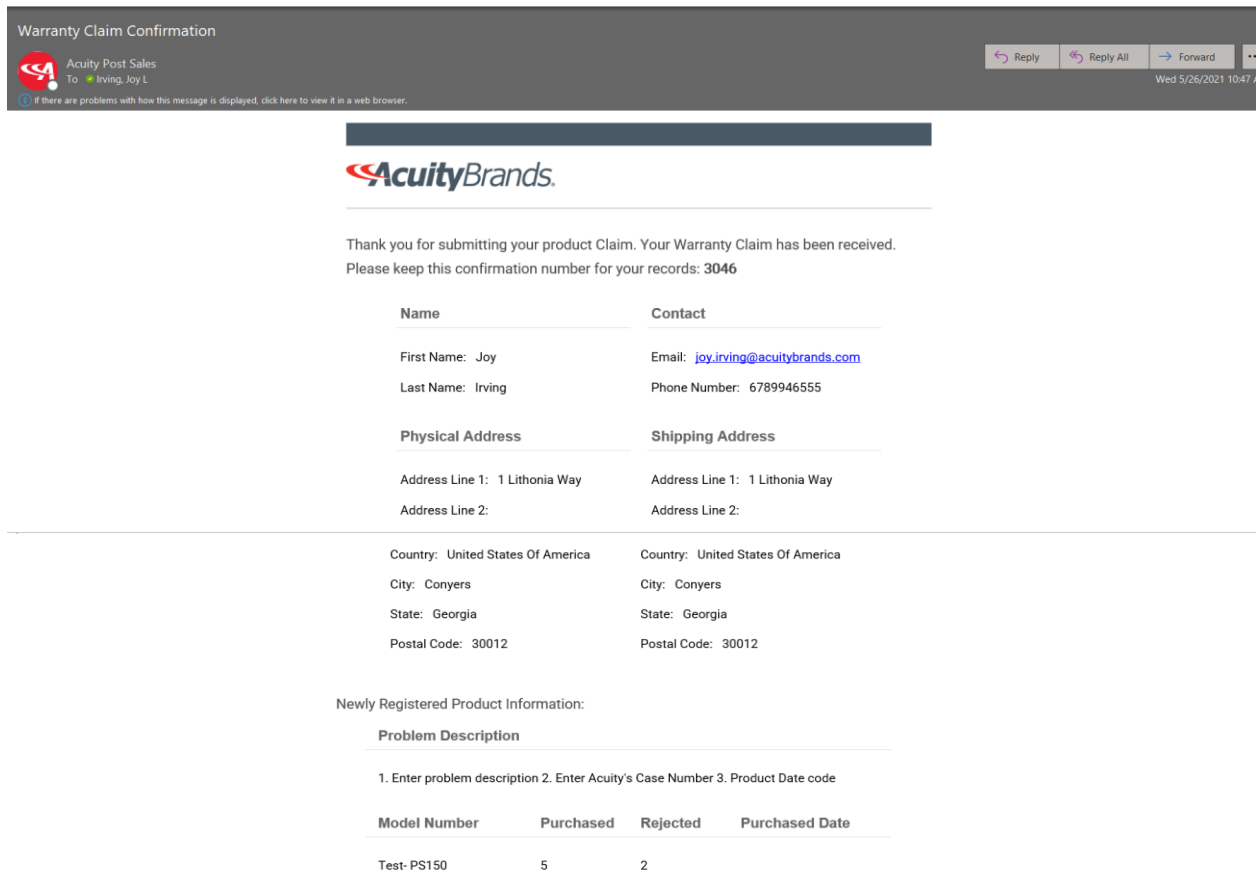 Warranty Claim Confirmation
Acuity Post Sales
To Irving, Joy L
Reply
Reply All
Forward
Wed 5/26/2021 10:47 A
If there are problems with how this message is displayed, click here to view it in a web browser.
AcuityBrands.
Thank you for submitting your product Claim. Your Warranty Claim has been received.
Please keep this confirmation number for your records: 3046
Name Contact
First Name: Joy Email: joy.irving@acuitybrands.com
Last Name: Irving Phone Number: 6789946555
Physical Address Shipping Address
Address Line 1: 1 Lithonia Way Address Line 1: 1 Lithonia Way
Address Line 2: Address Line 2:
Country: United States Of America Country: United States Of America
City: Conyers City: Conyers
State: Georgia State: Georgia
Postal Code: 30012 Postal Code: 30012
Newly Registered Product Information:
Problem Description
1. Enter problem description 2. Enter Acuity's Case Number 3. Product Date code
Model Number Purchased Rejected Purchased Date
Test- PS150 5 2